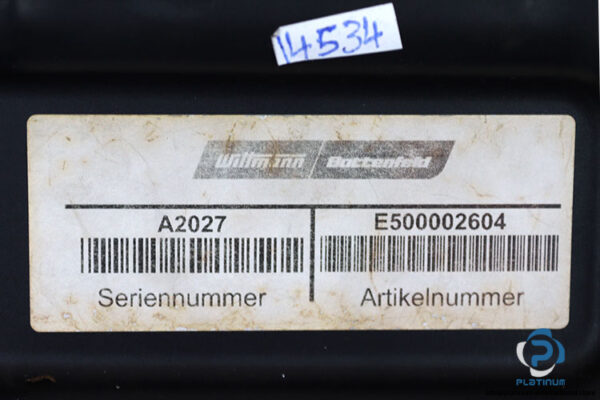 14534
Wittmann Battenfeld
A2027 E500002604
Seriennummer Artikelnummer
PLATINUM